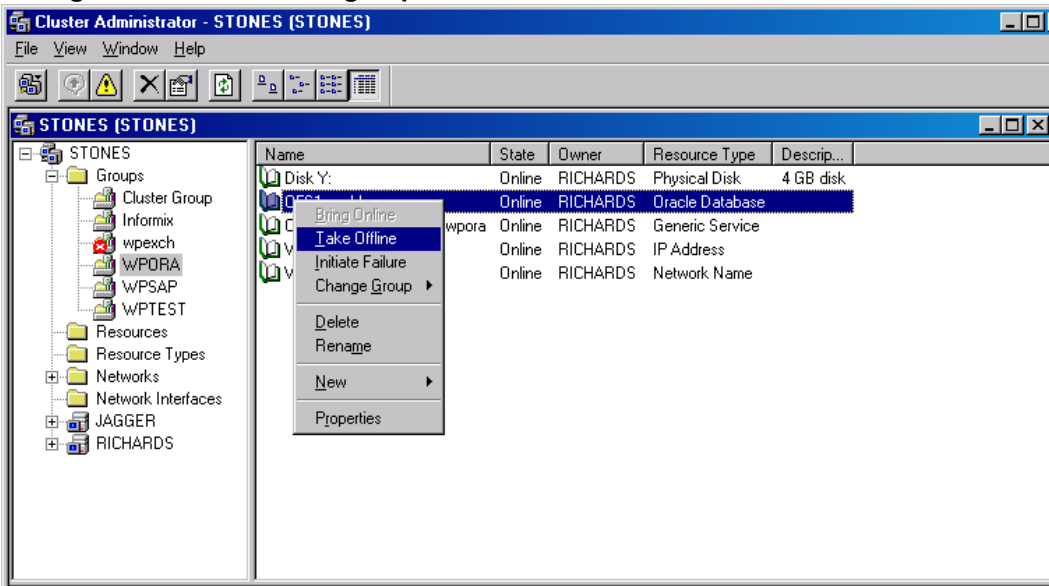 Cluster Administrator - STONES (STONES)
File View Window Help
STONES (STONES)
STONES
Groups
Cluster Group
Informix
wpexch
WPORA
WPSAP
WPTEST
Resources
Resource Types
Networks
Network Interfaces
JAGGER
RICHARDS
Name State Owner Resource Type Descrip...
Disk Y: Online RICHARDS Physical Disk 4 GB disk
Online RICHARDS Oracle Database
wpora Online RICHARDS Generic Service
V Online RICHARDS IP Address
V Online RICHARDS Network Name
Bring Online
Take Offline
Initiate Failure
Change Group
Delete
Rename
New
Properties